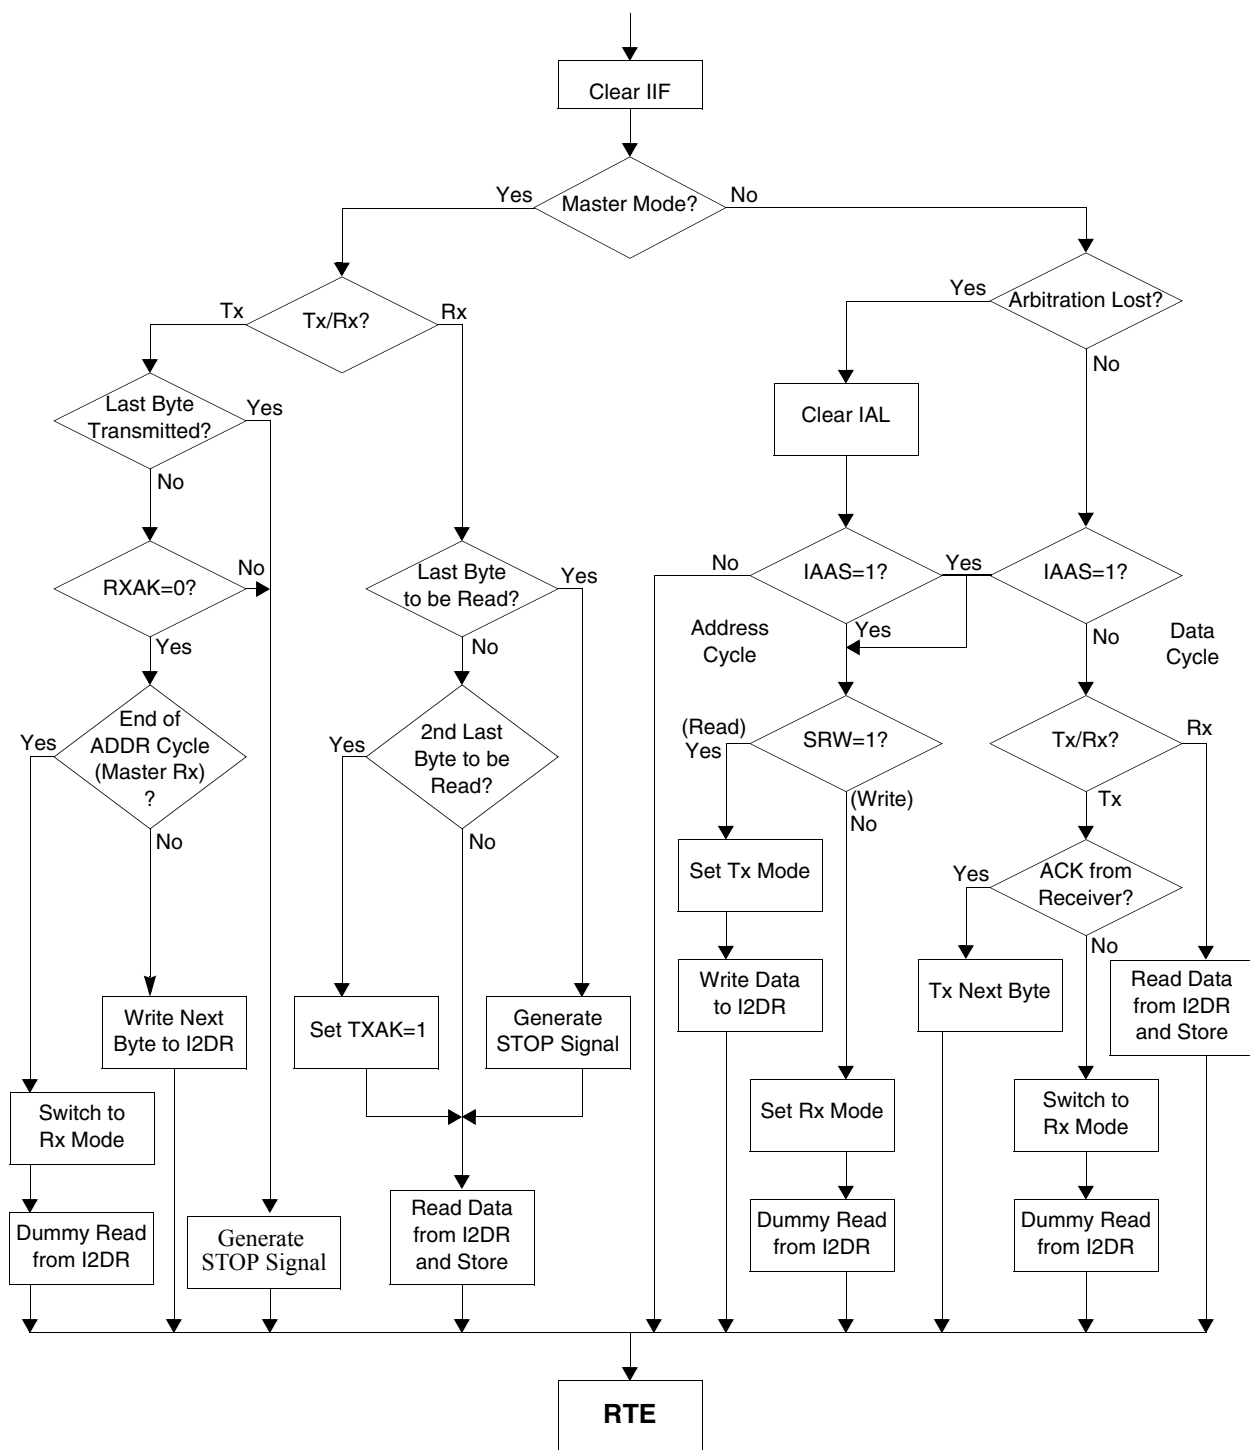 Clear IIF
Master Mode?
Yes
No
Tx/Rx?
Tx
Rx
Arbitration Lost?
Yes
No
Last Byte
Transmitted?
Yes
No
Clear IAL
RXAK=0?
No
Yes
Last Byte
to be Read?
Yes
No
IAAS=1?
No
Yes
Yes
IAAS=1?
No
Address
Cycle
Data
Cycle
End of
ADDR Cycle
(Master Rx)
?
Yes
No
2nd Last
Byte to be
Read?
Yes
No
SRW=1?
(Read)
Yes
(Write)
No
Tx/Rx?
Rx
Tx
Set Tx Mode
ACK from
Receiver?
Yes
No
Write Next
Byte to I2DR
Set TXAK=1
Generate
STOP Signal
Write Data
to I2DR
Tx Next Byte
Read Data
from I2DR
and Store
Switch to
Rx Mode
Set Rx Mode
Switch to
Rx Mode
Dummy Read
from I2DR
Generate
STOP Signal
Read Data
from I2DR
and Store
Dummy Read
from I2DR
Dummy Read
from I2DR
RTE